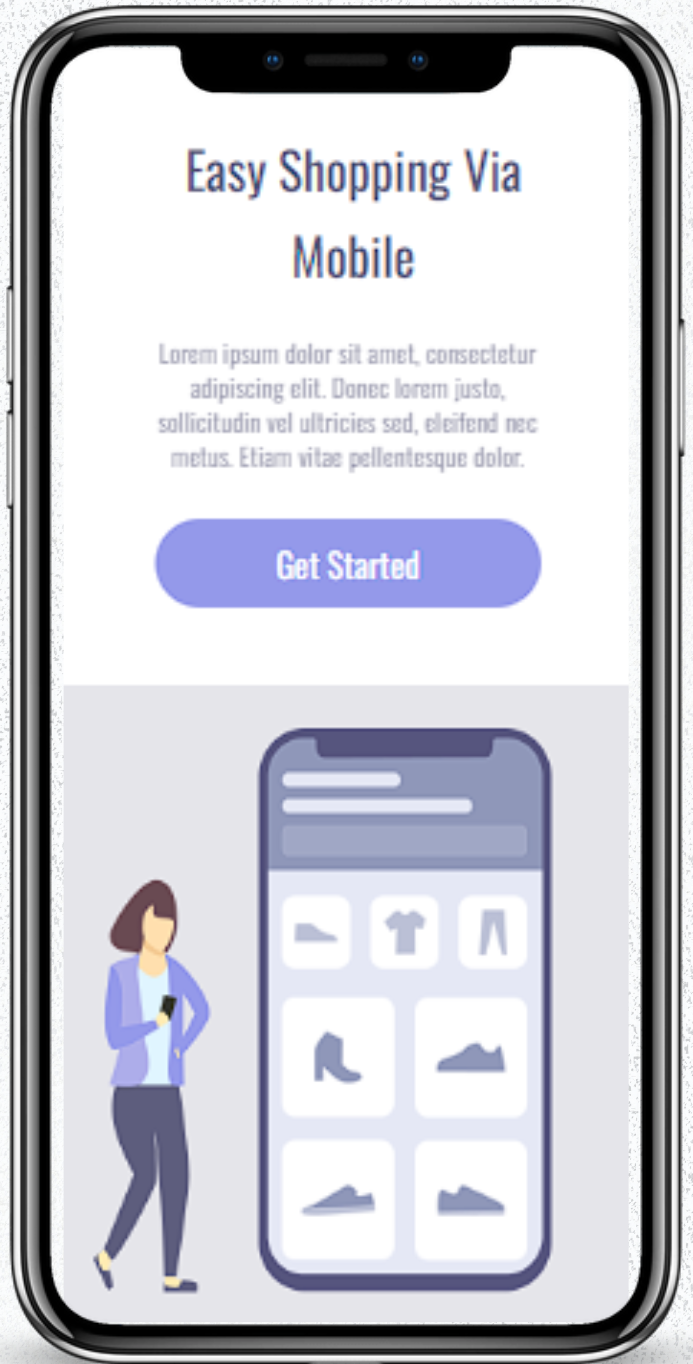 Easy Shopping Via
Mobile
Lorem ipsum dolor sit amet, consectetur
adipiscing elit. Donec lorem justo,
sollicitudin vel ultricies sed, eleifend nec
metus. Etiam vitae pellentesque dolor.
Get Started